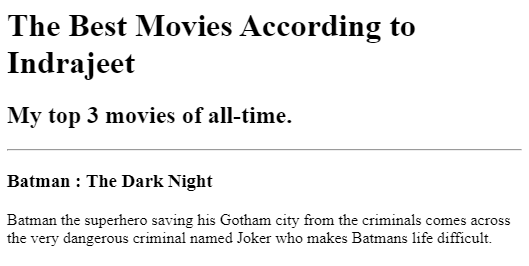 The Best Movies According to
Indrajeet
My top 3 movies of all-time.
Batman : The Dark Night
Batman the superhero saving his Gotham city from the criminals comes across
the very dangerous criminal named Joker who makes Batmans life difficult.